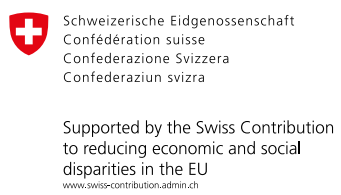 Schweizerische Eidgenossenschaft
Confédération suisse
Confederazione Svizzera
Confederaziun svizra
Supported by the Swiss Contribution
to reducing economic and social
disparities in the EU
www.swiss-contribution.admin.ch